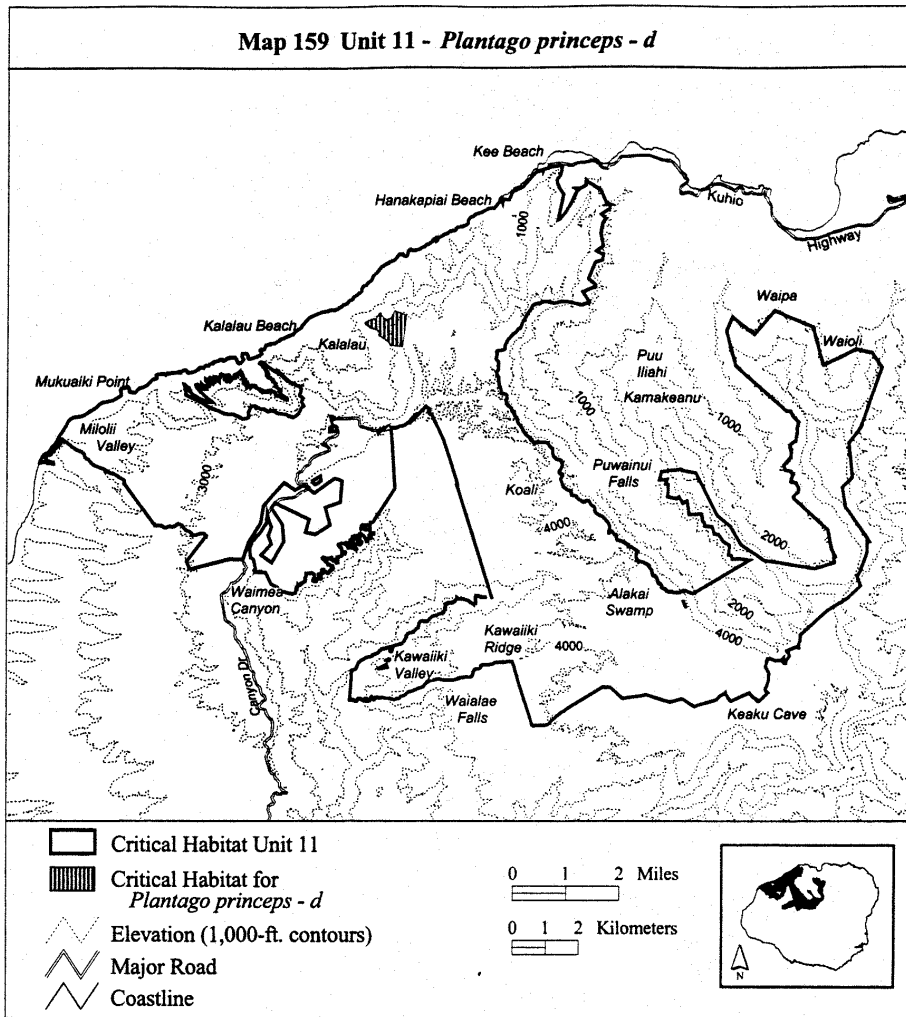 Map 159 Unit 11 - Plantago princeps - d
Kee Beach
Hanakapiai Beach
Kuhio
Highway
1000
Waipa
Kalalau Beach
Kalalau
Waioli
Puu
Iliahi
Mukuaiki Point
Kamakeanu
1000
1000
Milolii
Valley
3000
Puwainui
Falls
Koali
4000
2000
Waimea
Canyon
Alakai
Swamp
2000
Kawaiiki
Ridge
4000
4000
Kawaiiki
Valley
Canyon Dr.
Waialae
Falls
Keaku Cave
Critical Habitat Unit 11
Critical Habitat for
Plantago princeps - d
Elevation (1,000-ft. contours)
Major Road
Coastline
0 1 2 Miles
0 1 2 Kilometers
N